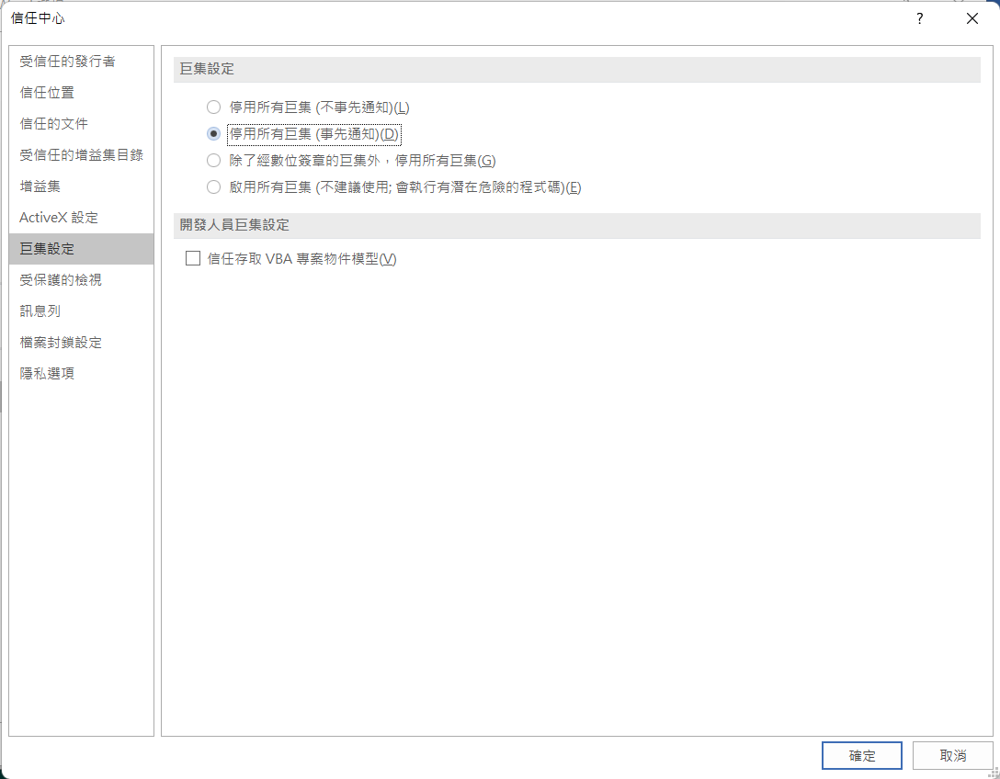 信任中心
?
受信任的發行者
信任位置
信任的文件
受信任的增益集目錄
增益集
ActiveX 設定
巨集設定
受保護的檢視
訊息列
檔案封鎖設定
隱私選項
巨集設定
停用所有巨集 (不事先通知)(L)
停用所有巨集 (事先通知)(D)
除了經數位簽章的巨集外，停用所有巨集(G)
啟用所有巨集 (不建議使用; 會執行有潛在危險的程式碼)(E)
開發人員巨集設定
信任存取 VBA 專案物件模型(V)
確定
取消